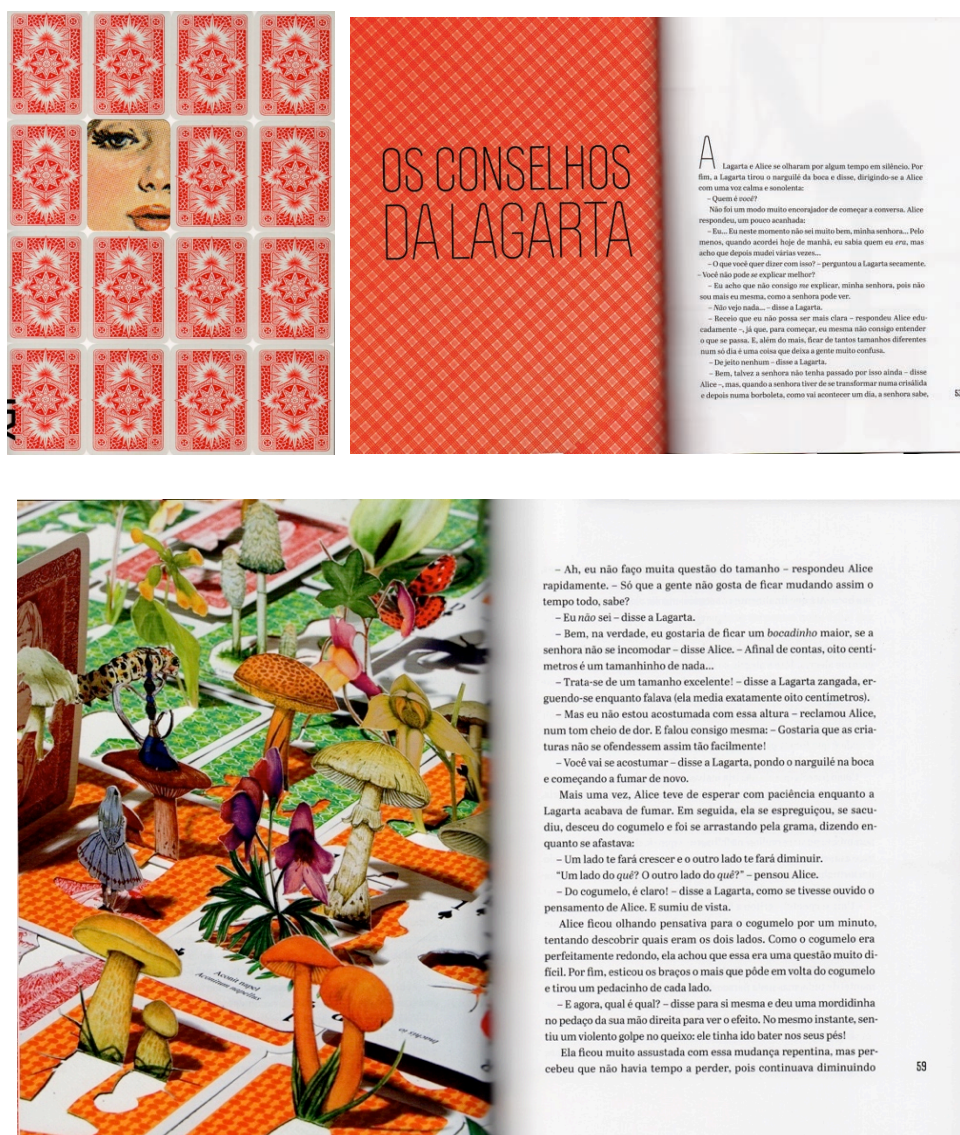 OS CONSELHOS
DA LAGARTA
A Lagarta e Alice se olharam por algum tempo em silêncio. Por
fim, a Lagarta tirou o narguilé da boca e disse, dirigindo-se a Alice
com uma voz calma e sonolenta:
– Quem é você?
Não foi um modo muito encorajador de começar a conversa. Alice
respondeu, um pouco acanhada:
– Eu... Eu neste momento não sei muito bem, minha senhora... Pelo
menos, quando acordei hoje de manhã, eu sabia quem eu era, mas
acho que depois mudei várias vezes...
– O que você quer dizer com isso? – perguntou a Lagarta secamente.
– Você não pode se explicar melhor?
– Eu acho que não consigo me explicar, minha senhora, pois não
sou mais eu mesma, como a senhora pode ver.
– Não vejo nada... – disse a Lagarta.
– Receio que eu não possa ser mais clara – respondeu Alice edu-
cadamente –, já que, para começar, eu mesma não consigo entender
o que se passa. E, além do mais, ficar de tantos tamanhos diferentes
num só dia é uma coisa que deixa a gente muito confusa.
– De jeito nenhum – disse a Lagarta.
– Bem, talvez a senhora não tenha passado por isso ainda – disse
Alice –, mas, quando a senhora tiver de se transformar numa crisálida
e depois numa borboleta, como vai acontecer um dia, a senhora sabe,
– Ah, eu não faço muita questão do tamanho – respondeu Alice
rapidamente. – Só que a gente não gosta de ficar mudando assim o
tempo todo, sabe?
– Eu não sei – disse a Lagarta.
– Bem, na verdade, eu gostaria de ficar um bocadinho maior, se a
senhora não se incomodar – disse Alice. – Afinal de contas, oito centí-
metros é um tamanhinho de nada...
– Trata-se de um tamanho excelente! – disse a Lagarta zangada, er-
guendo-se enquanto falava (ela media exatamente oito centímetros).
– Mas eu não estou acostumada com essa altura – reclamou Alice,
num tom cheio de dor. E falou consigo mesma: – Gostaria que as cria-
turas não se ofendessem assim tão facilmente!
– Você vai se acostumar – disse a Lagarta, pondo o narguilé na boca
e começando a fumar de novo.
Mais uma vez, Alice teve de esperar com paciência enquanto a
Lagarta acabava de fumar. Em seguida, ela se espreguiçou, se sacu-
diu, desceu do cogumelo e foi se arrastando pela grama, dizendo en-
quanto se afastava:
– Um lado te fará crescer e o outro lado te fará diminuir.
"Um lado do quê? O outro lado do quê?" – pensou Alice.
– Do cogumelo, é claro! – disse a Lagarta, como se tivesse ouvido o
pensamento de Alice. E sumiu de vista.
Alice ficou olhando pensativa para o cogumelo por um minuto,
tentando descobrir quais eram os dois lados. Como o cogumelo era
perfeitamente redondo, ela achou que essa era uma questão muito di-
fícil. Por fim, esticou os braços o mais que pôde em volta do cogumelo
e tirou um pedacinho de cada lado.
– E agora, qual é qual? – disse para si mesma e deu uma mordidinha
no pedaço da sua mão direita para ver o efeito. No mesmo instante, sen-
tiu um violento golpe no queixo: ele tinha ido bater nos seus pés!
Ela ficou muito assustada com essa mudança repentina, mas per-
cebeu que não havia tempo a perder, pois continuava diminuindo
59
Aconit napel
Aconitum napellus